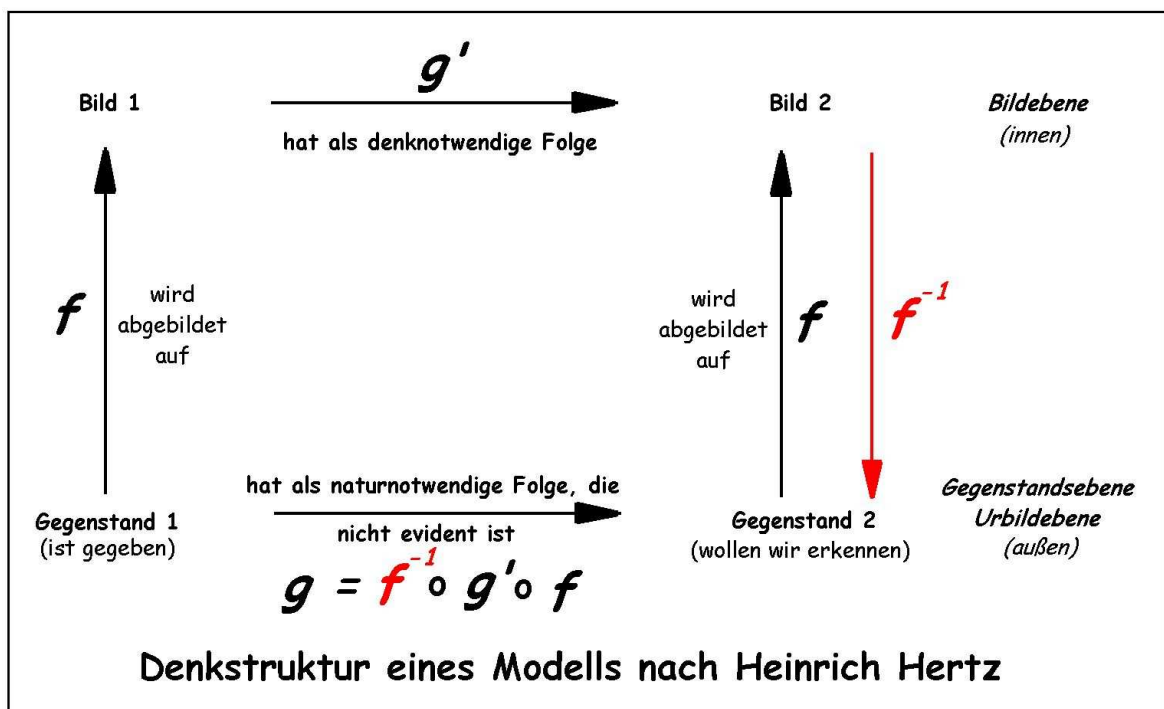 g'
Bild 1
Bild 2
Bildebene
(innen)
hat als denknotwendige Folge
f
wird
abgebildet
auf
wird
abgebildet
auf
f
f⁻¹
hat als naturnotwendige Folge, die
nicht evident ist
Gegenstand 1
(ist gegeben)
Gegenstand 2
(wollen wir erkennen)
Gegenstandsebene
Urbildebene
(außen)
g = f⁻¹ o g' o f
Denkstruktur eines Modells nach Heinrich Hertz